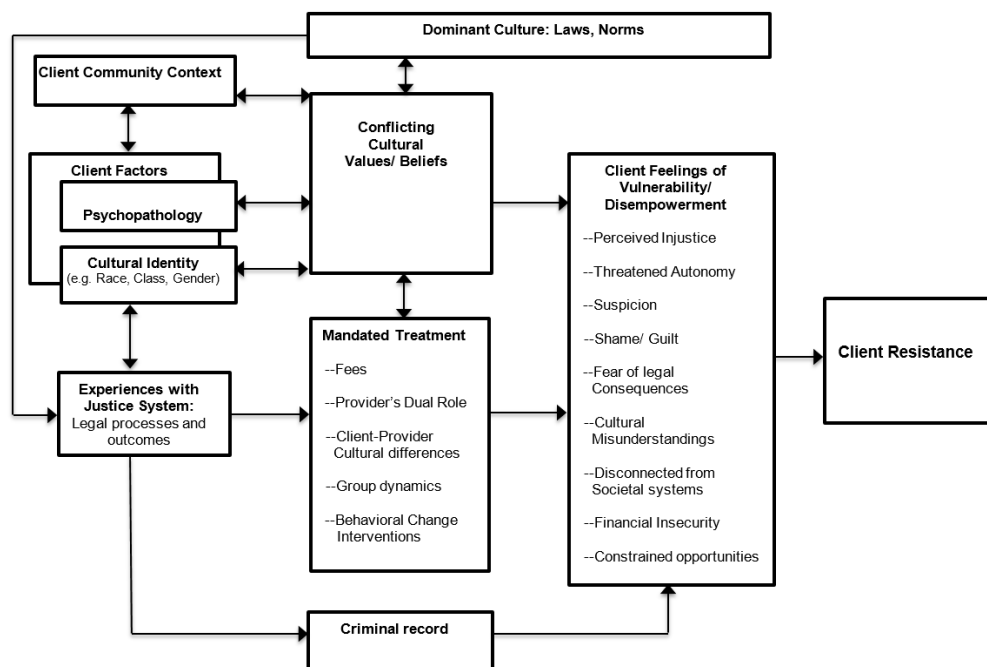 Dominant Culture: Laws, Norms
Client Community Context
Conflicting
Cultural
Values/ Beliefs
Client Factors
Psychopathology
Cultural Identity
(e.g. Race, Class, Gender)
Experiences with
Justice System:
Legal processes and
outcomes
Mandated Treatment
--Fees
--Provider's Dual Role
--Client-Provider
Cultural differences
--Group dynamics
--Behavioral Change
Interventions
Criminal record
Client Feelings of
Vulnerability/
Disempowerment
--Perceived Injustice
--Threatened Autonomy
--Suspicion
--Shame/ Guilt
--Fear of legal
Consequences
--Cultural
Misunderstandings
--Disconnected from
Societal systems
--Financial Insecurity
--Constrained opportunities
Client Resistance